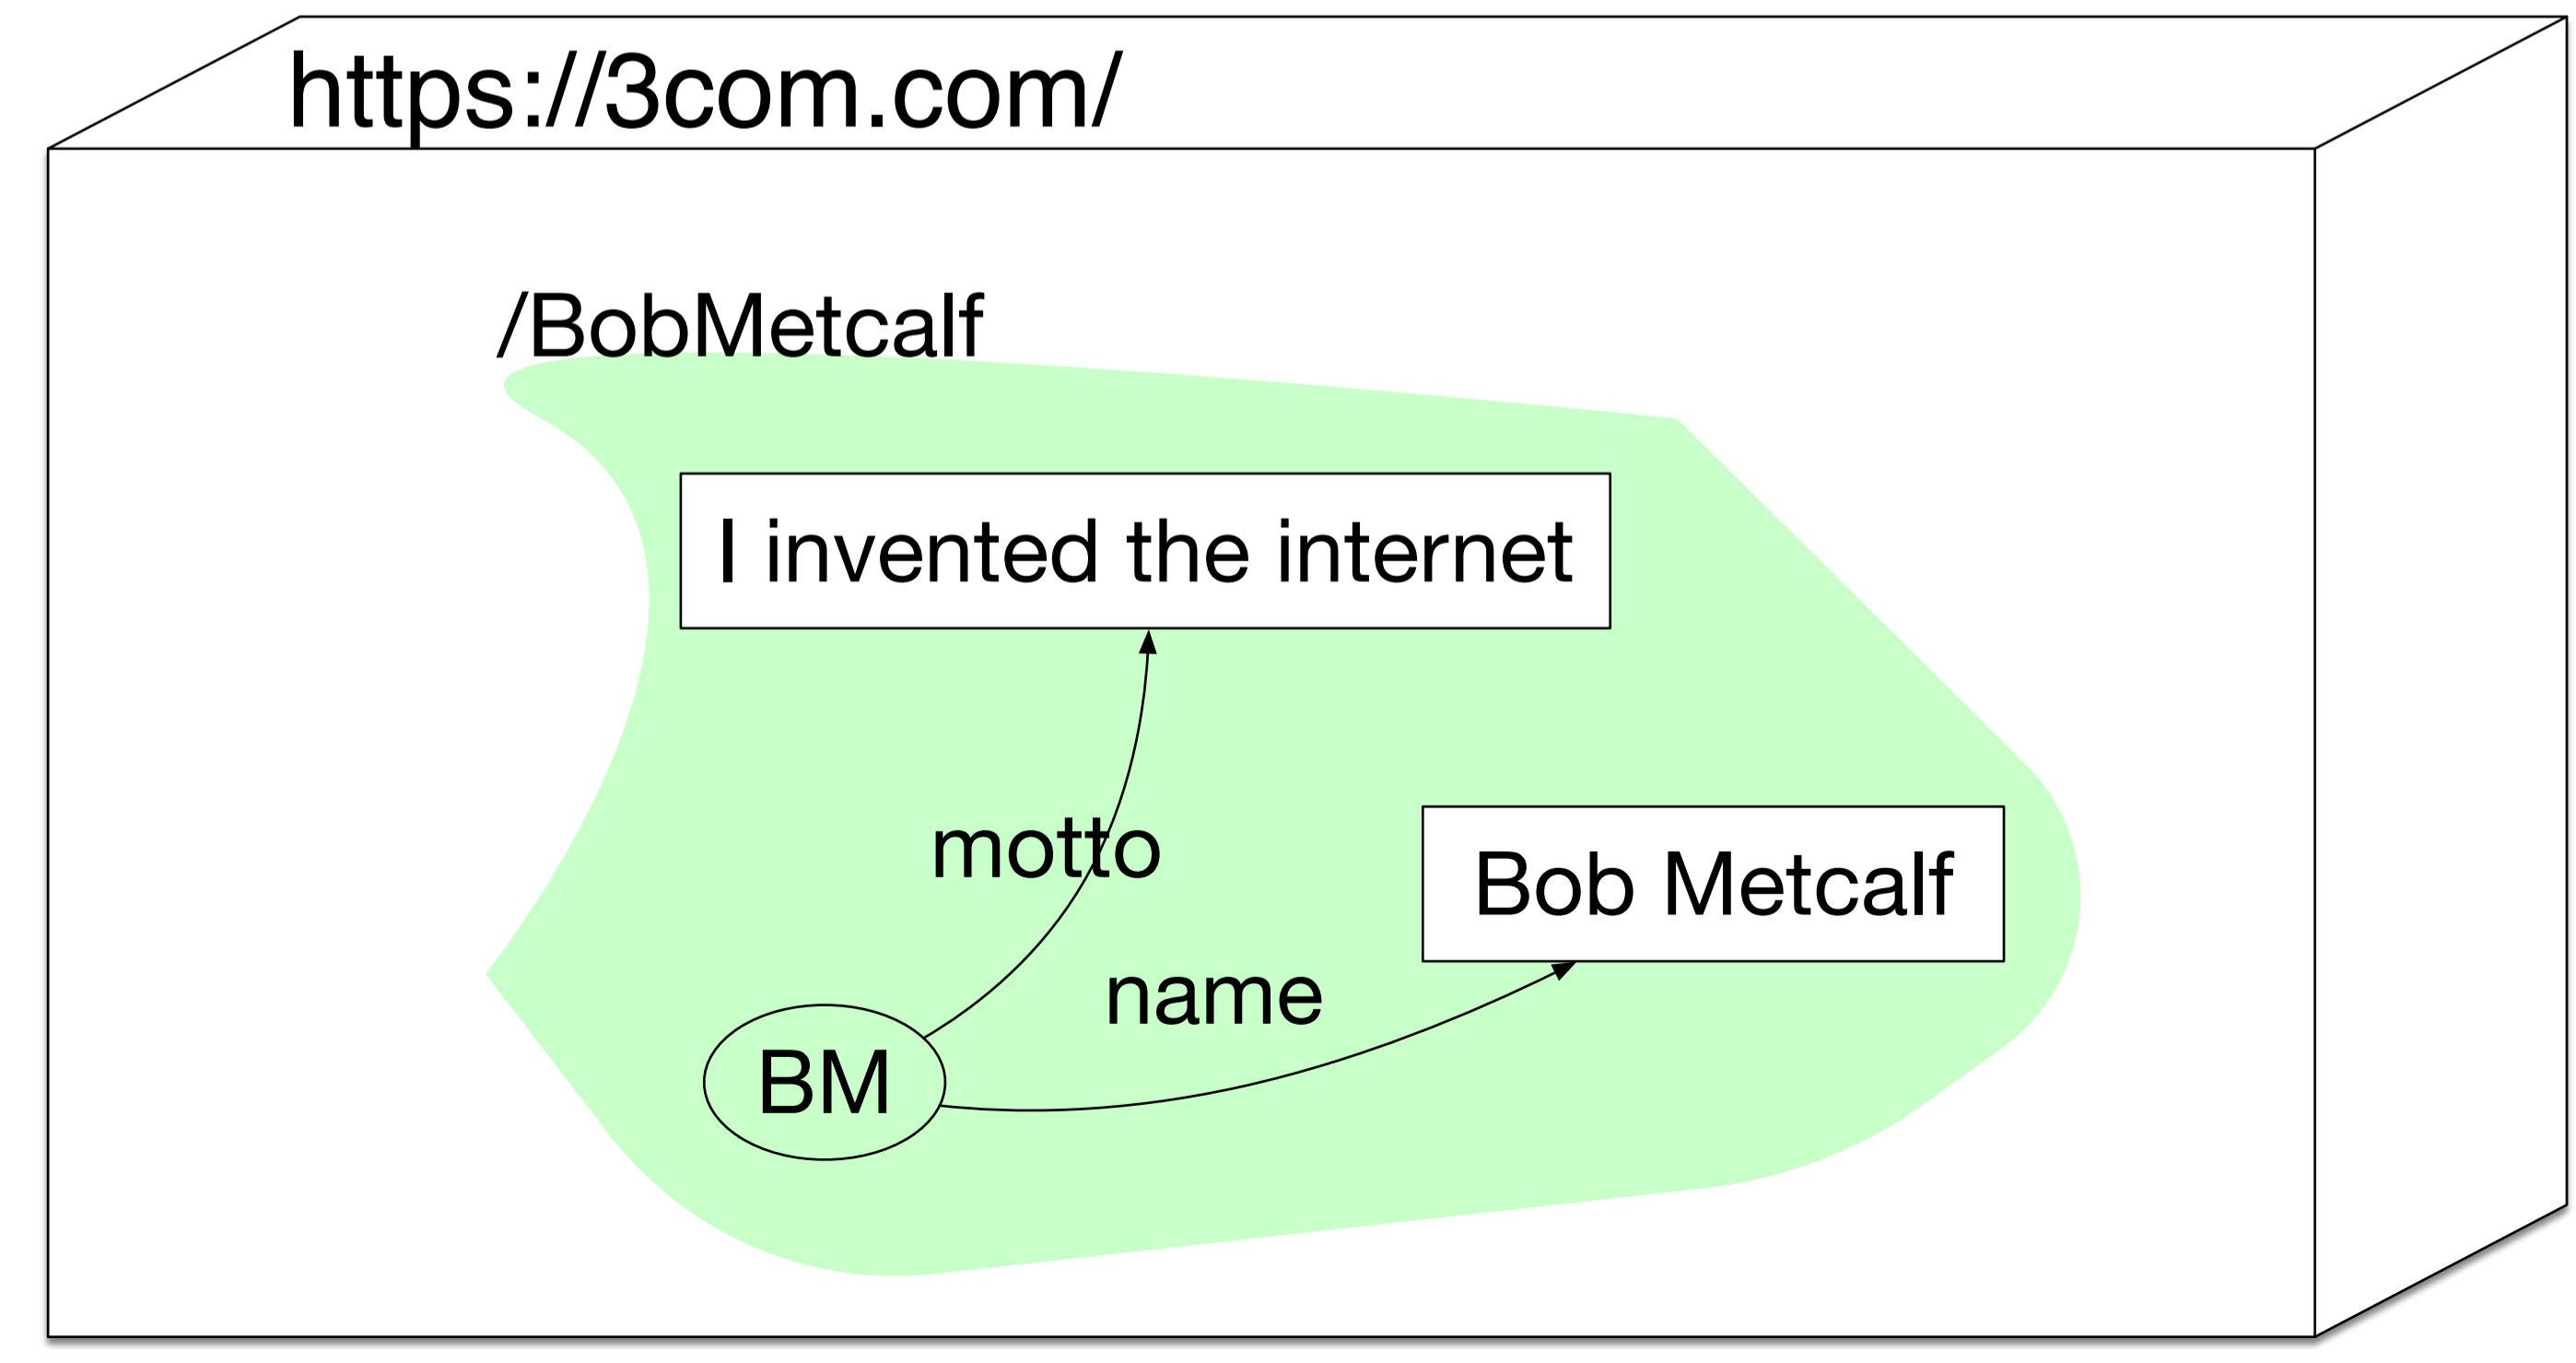 https://3com.com/
/BobMetcalf
I invented the internet
motto
Bob Metcalf
name
BM